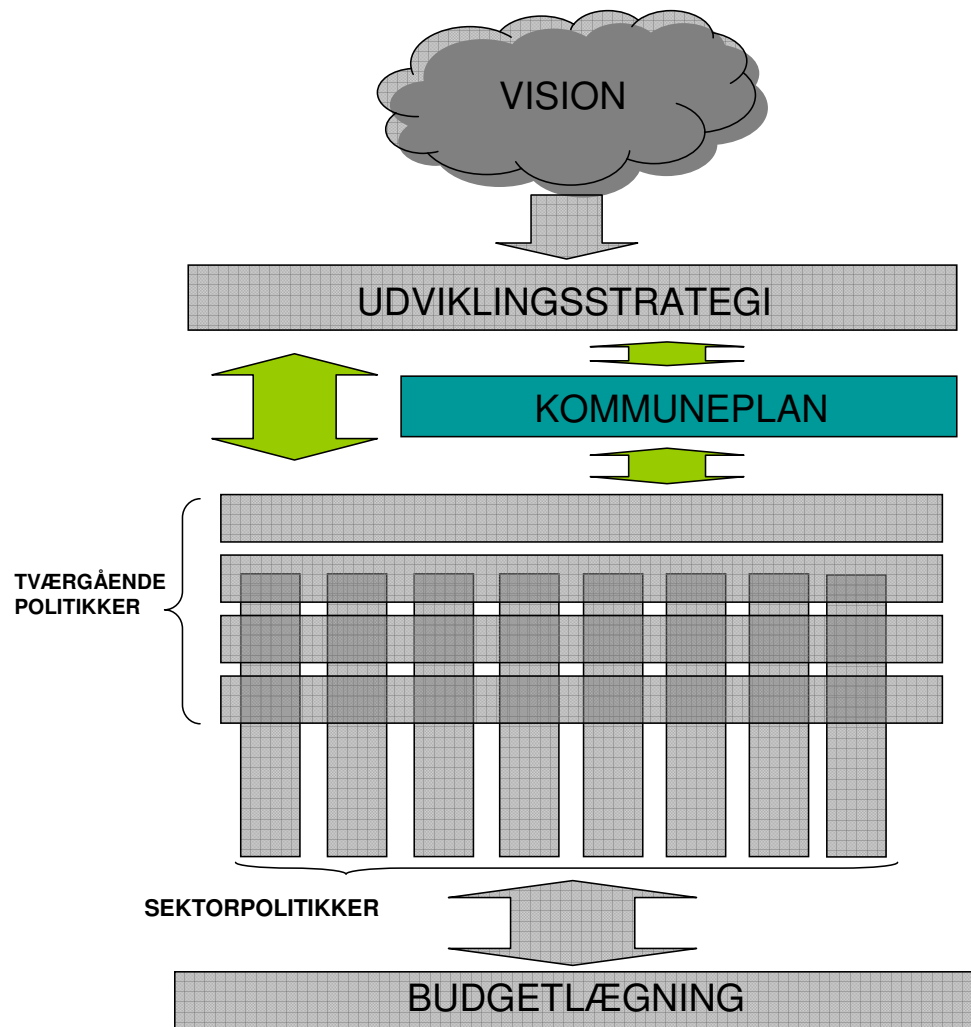 VISION
UDVIKLINGSSTRATEGI
KOMMUNEPLAN
TVÆRGÅENDE
POLITIKKER
SEKTORPOLITIKKER
BUDGETLÆGNING